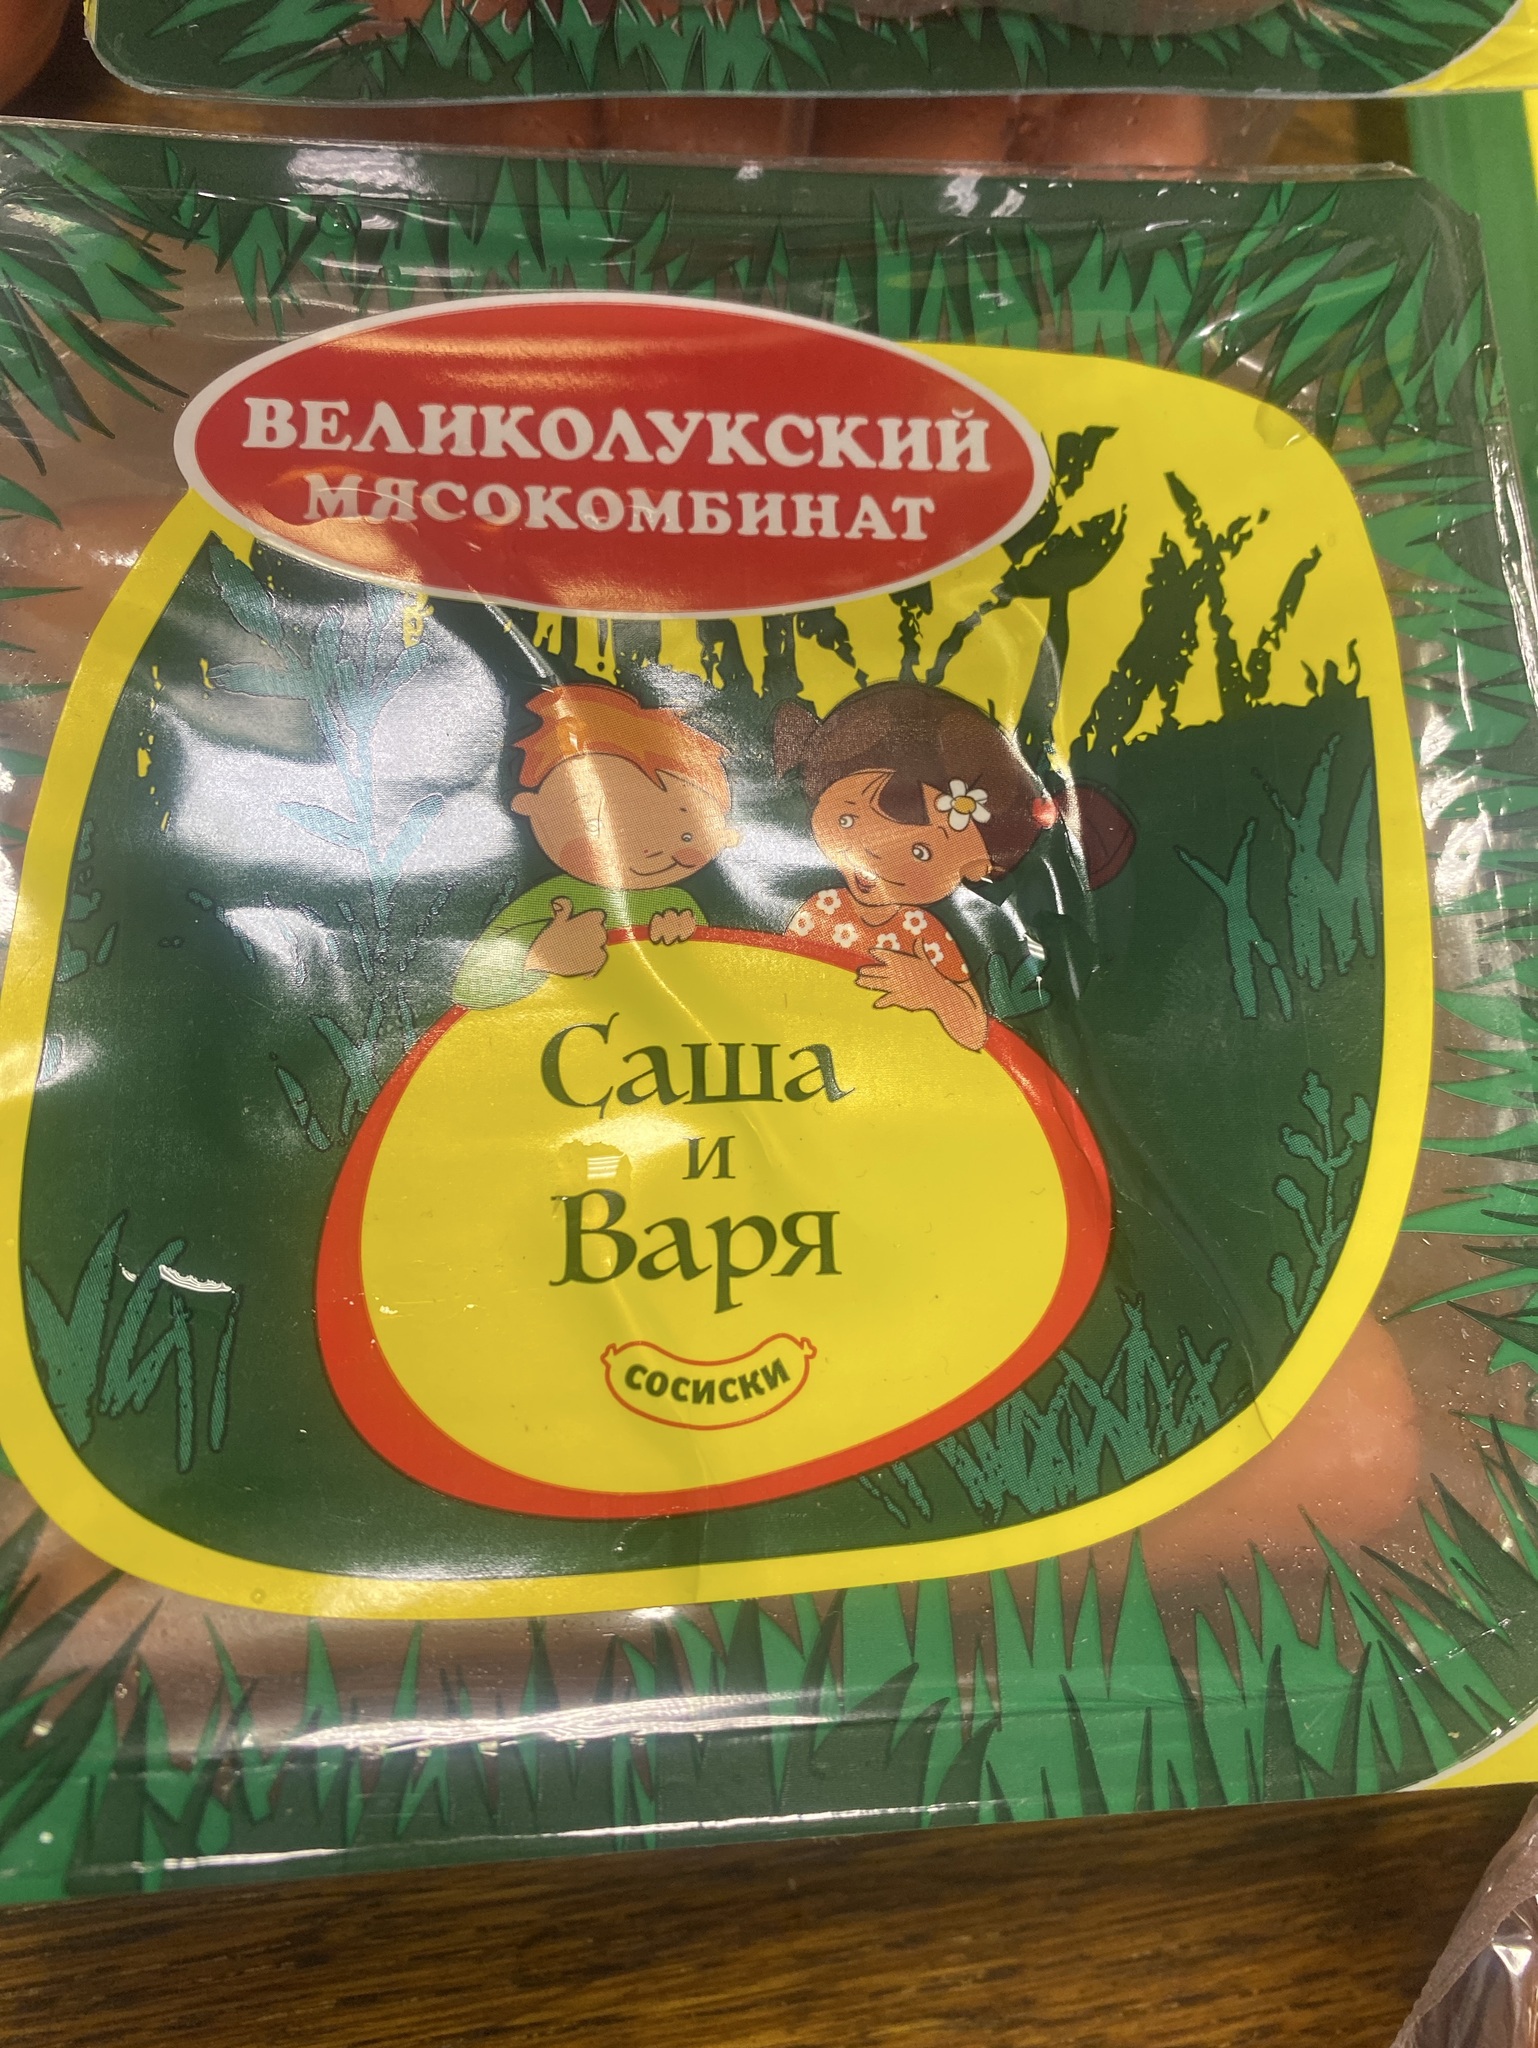 ВЕЛИКОЛУКСКИЙ
МЯСОКОМБИНАТ
Саша
и
Варя
СОСИСКИ